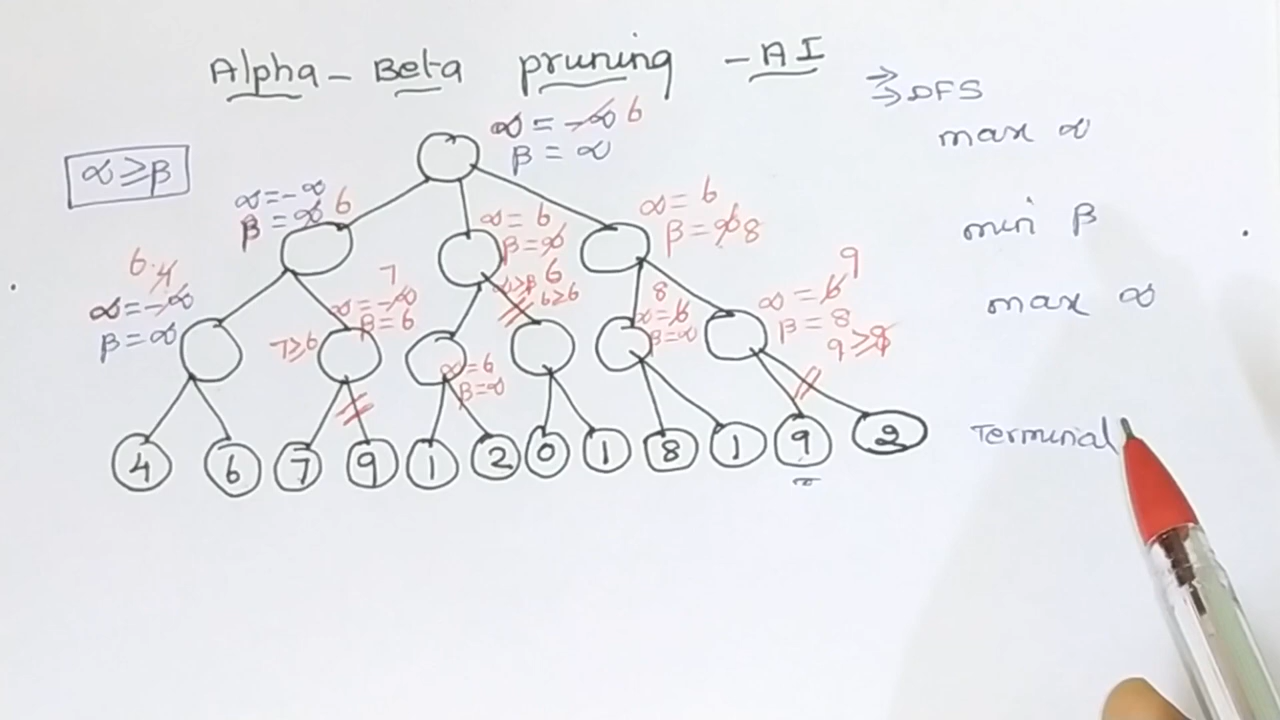 Alpha - Beta pruning - AI
⇒ DFS
α = -∞ 6
β = ∞
max α
α ≥ β
α = -∞
β = ∞ 6
α = 6
β = ∞
6
α = 6
β = ∞ 8
min β
6 4
α = -∞
β = ∞
7
α = -∞
β = 6
7 ≥ 6
α ≥ β
6 ≥ 6
8
α = 6
β = ∞
9
α = 6
β = 8
9 ≥ 8
max α
α = 6
β = ∞
4 6 7 9 1 2 0 1 8 1 9 2
Terminal